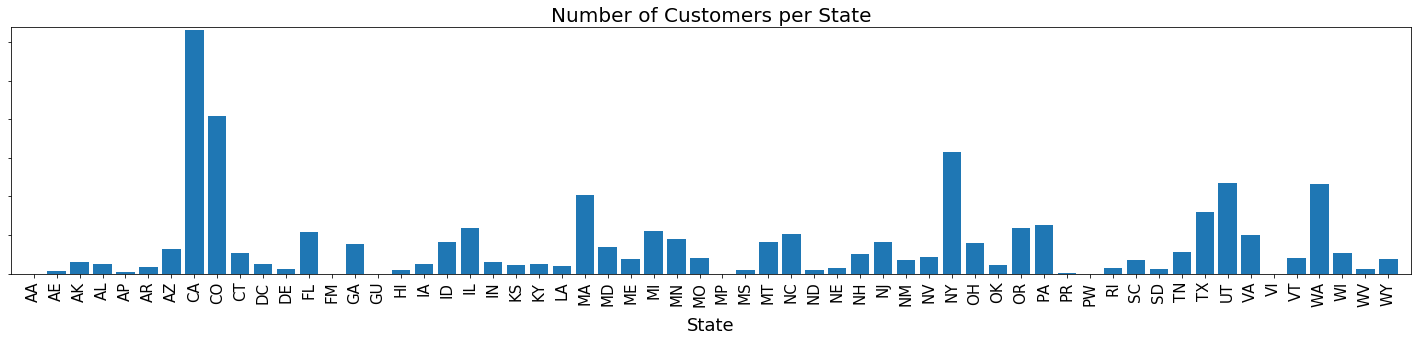 Number of Customers per State
AA AE AK AL AP AR AZ CA CO CT DC DE FL FM GA GU HI IA ID IL IN KS KY LA MA MD ME MI MN MO MP MS MT NC ND NE NH NJ NM NV NY OH OK OR PA PR PW RI SC SD TN TX UT VA VI VT WA WI WV WY
State